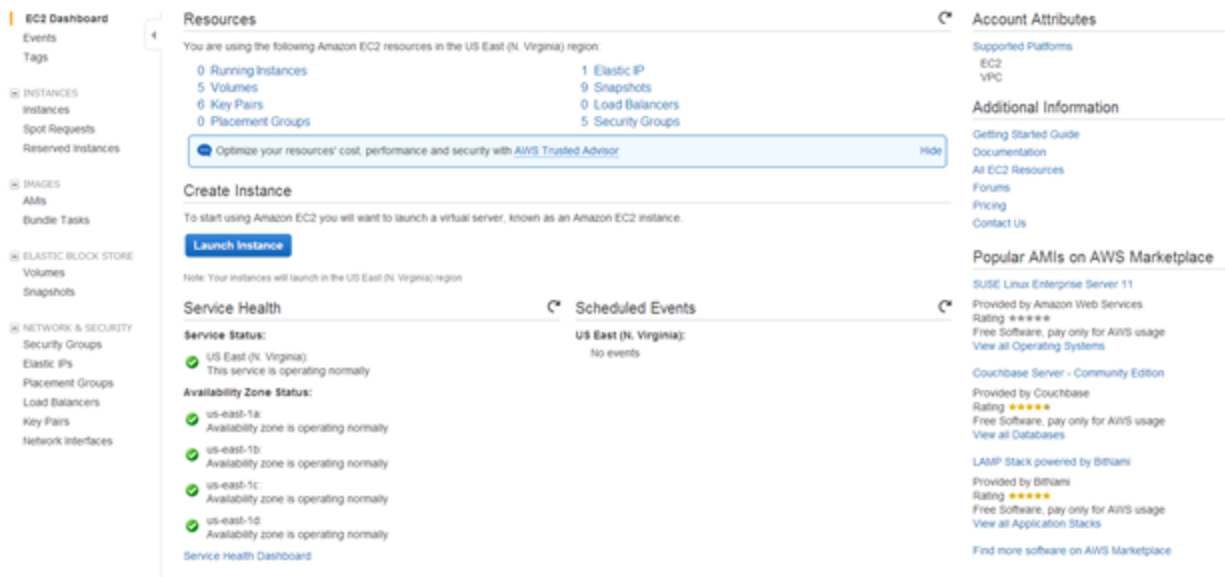 EC2 Dashboard
Events
Tags
INSTANCES
Instances
Spot Requests
Reserved Instances
IMAGES
AMIs
Bundle Tasks
ELASTIC BLOCK STORE
Volumes
Snapshots
NETWORK & SECURITY
Security Groups
Elastic IPs
Placement Groups
Load Balancers
Key Pairs
Network Interfaces
Resources
You are using the following Amazon EC2 resources in the US East (N. Virginia) region:
0 Running Instances
1 Elastic IP
5 Volumes
9 Snapshots
6 Key Pairs
0 Load Balancers
0 Placement Groups
5 Security Groups
Optimize your resources' cost, performance and security with AWS Trusted Advisor
Hide
Create Instance
To start using Amazon EC2 you will want to launch a virtual server, known as an Amazon EC2 instance.
Launch Instance
Note: Your instances will launch in the US East (N. Virginia) region
Service Health
Service Status:
US East (N. Virginia):
This service is operating normally
Availability Zone Status:
us-east-1a:
Availability zone is operating normally
us-east-1b:
Availability zone is operating normally
us-east-1c:
Availability zone is operating normally
us-east-1d:
Availability zone is operating normally
Service Health Dashboard
Scheduled Events
US East (N. Virginia):
No events
Account Attributes
Supported Platforms
EC2
VPC
Additional Information
Getting Started Guide
Documentation
All EC2 Resources
Forums
Pricing
Contact Us
Popular AMIs on AWS Marketplace
SUSE Linux Enterprise Server 11
Provided by Amazon Web Services
Rating
Free Software, pay only for AWS usage
View all Operating Systems
Couchbase Server - Community Edition
Provided by Couchbase
Rating
Free Software, pay only for AWS usage
View all Databases
LAMP Stack powered by BitNami
Provided by BitNami
Rating
Free Software, pay only for AWS usage
View all Application Stacks
Find more software on AWS Marketplace